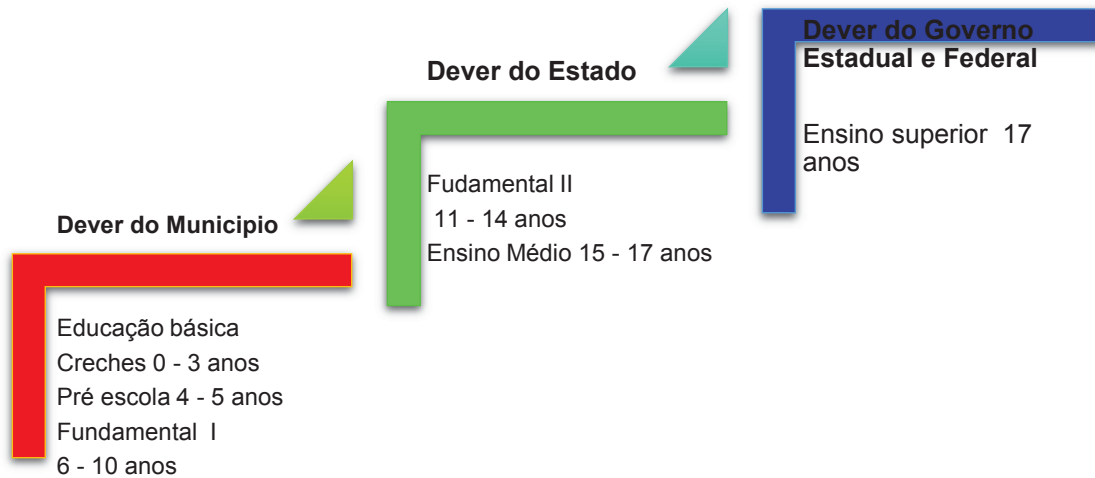 Dever do Municipio
Educação básica
Creches 0 - 3 anos
Pré escola 4 - 5 anos
Fundamental I
6 - 10 anos
Dever do Estado
Fudamental II
11 - 14 anos
Ensino Médio 15 - 17 anos
Dever do Governo
Estadual e Federal
Ensino superior 17
anos